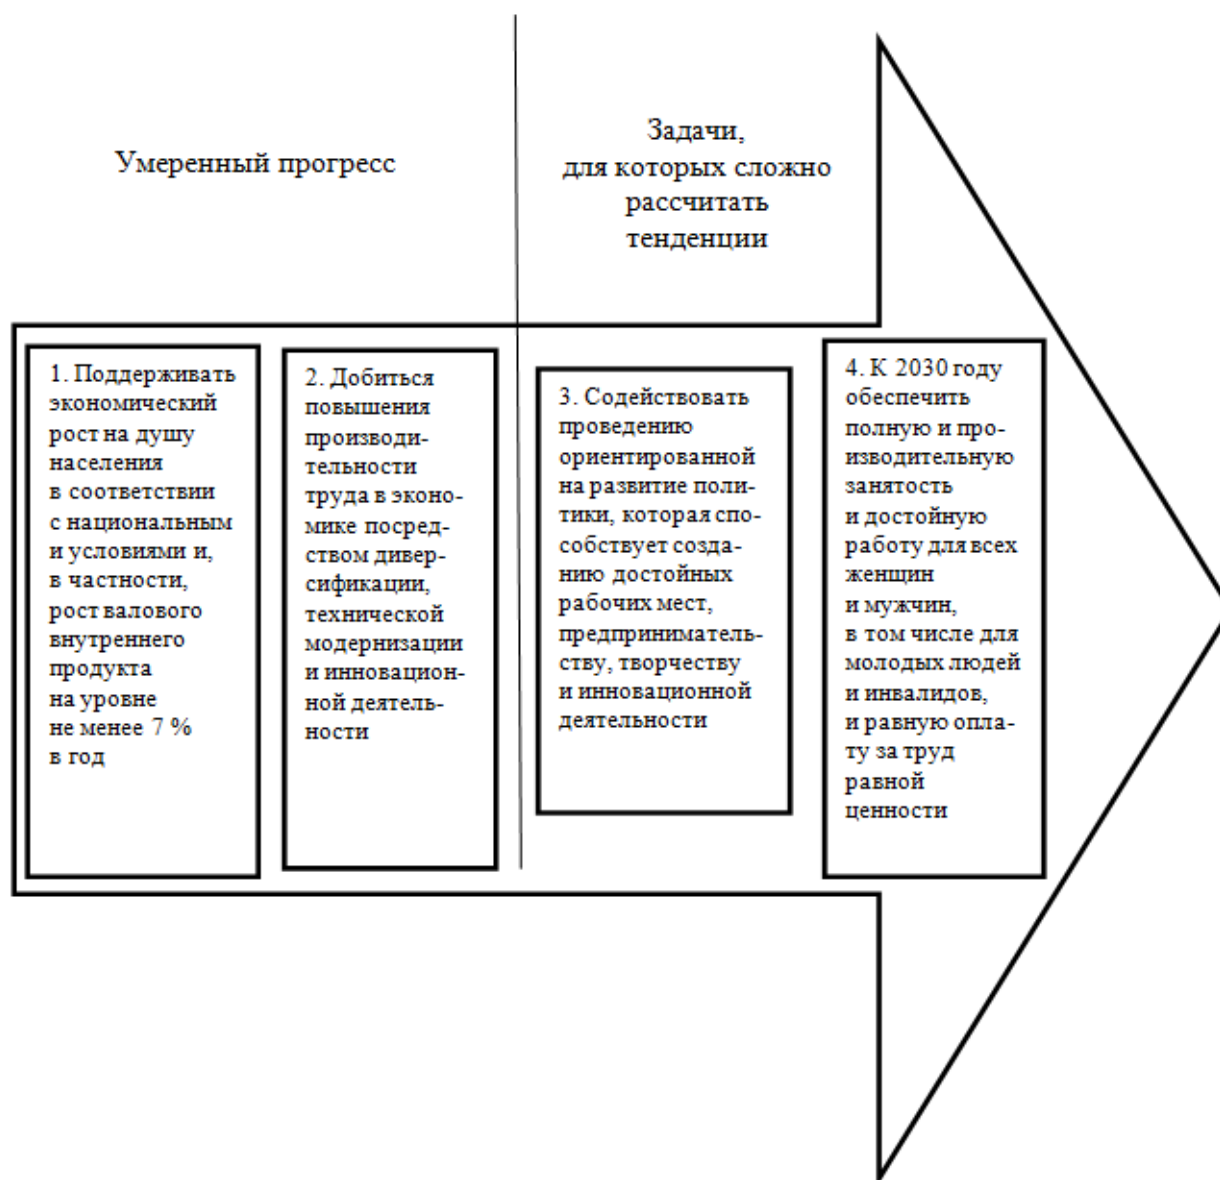 Умеренный прогресс
Задачи,
для которых сложно
рассчитать
тенденции
1. Поддерживать
экономический
рост на душу
населения
в соответствии
с национальным
и условиями и,
в частности,
рост валового
внутреннего
продукта
на уровне
не менее 7 %
в год
2. Добиться
повышения
производи-
тельности
труда в эконо-
мике посред-
ством дивер-
сификации,
технической
модернизации
и инновацион-
ной деятель-
ности
3. Содействовать
проведению
ориентированной
на развитие поли-
тики, которая спо-
собствует созда-
нию достойных
рабочих мест,
предприниматель-
ству, творчеству
и инновационной
деятельности
4. К 2030 году
обеспечить
полную и про-
изводительную
занятость
и достойную
работу для всех
женщин
и мужчин,
в том числе для
молодых людей
и инвалидов,
и равную опла-
ту за труд
равной
ценности